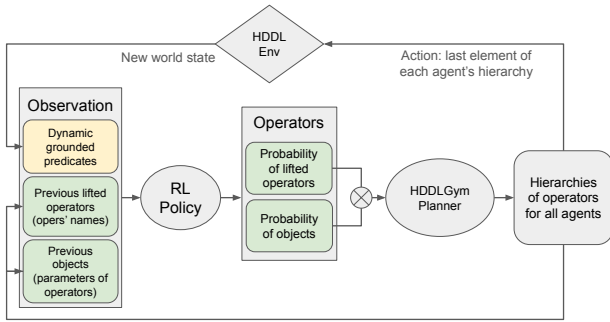 HDDL
Env
New world state
Action: last element of
each agent's hierarchy
Observation
Dynamic
grounded
predicates
Previous lifted
operators
(opers' names)
Previous
objects
(parameters of
operators)
RL
Policy
Operators
Probability
of lifted
operators
Probability
of objects
HDDLGym
Planner
Hierarchies
of operators
for all agents